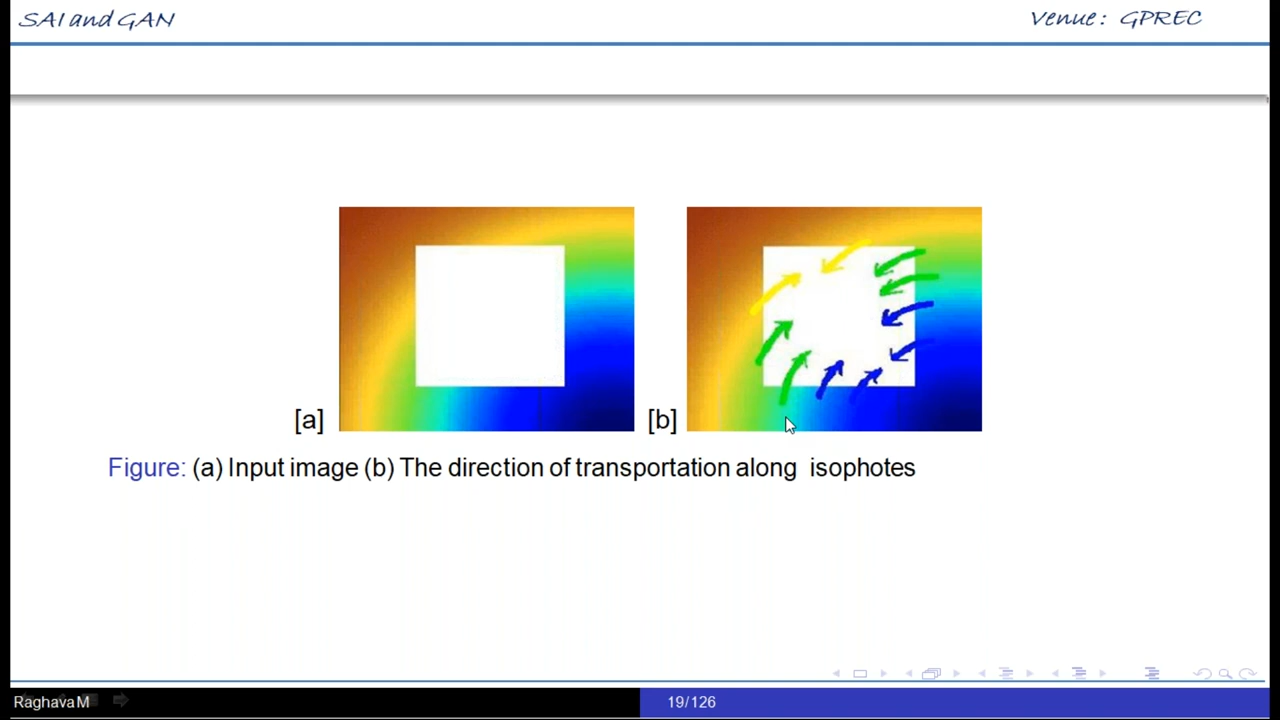 SAI and GAN
Venue: GPREC
[a]
[b]
Figure: (a) Input image (b) The direction of transportation along isophotes
Raghava M
19/126